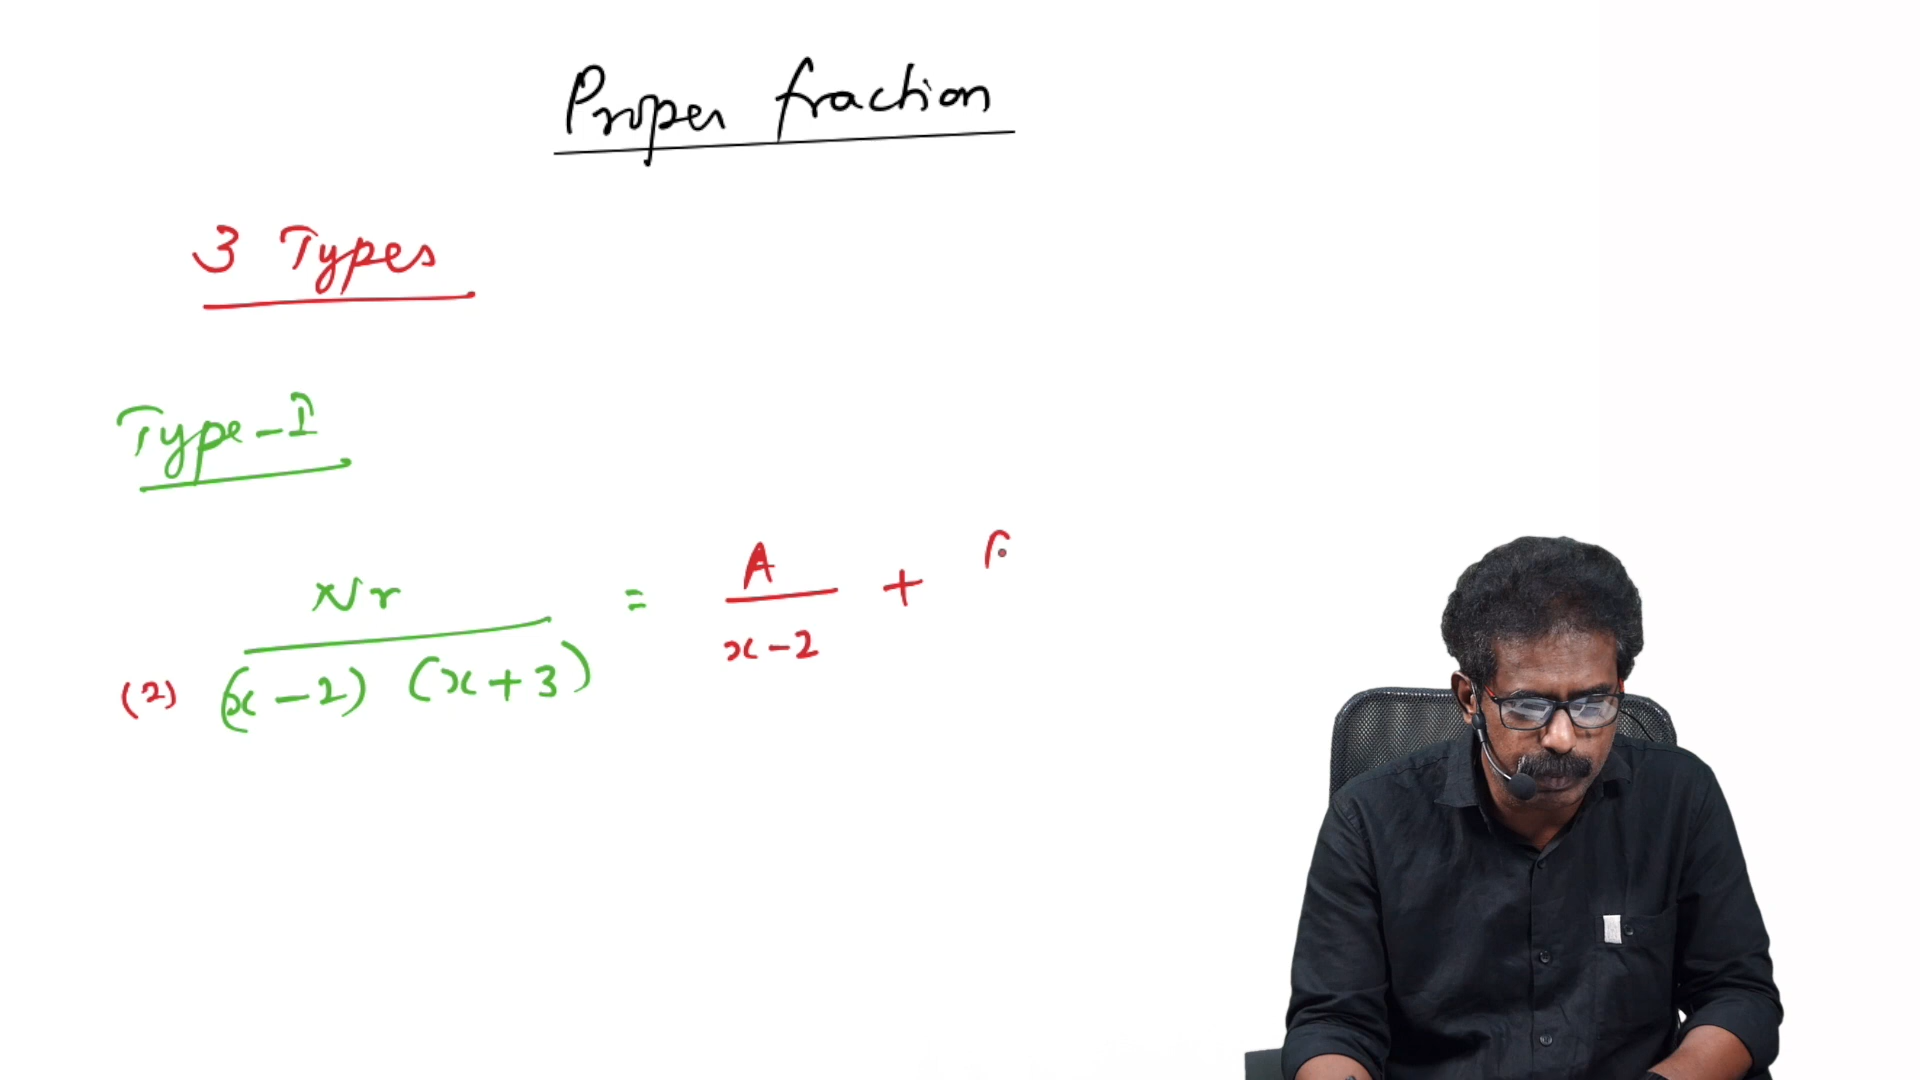 Proper fraction
3 Types
Type-I
Nr / (x-2) (x+3) = A / x-2 +
(2)